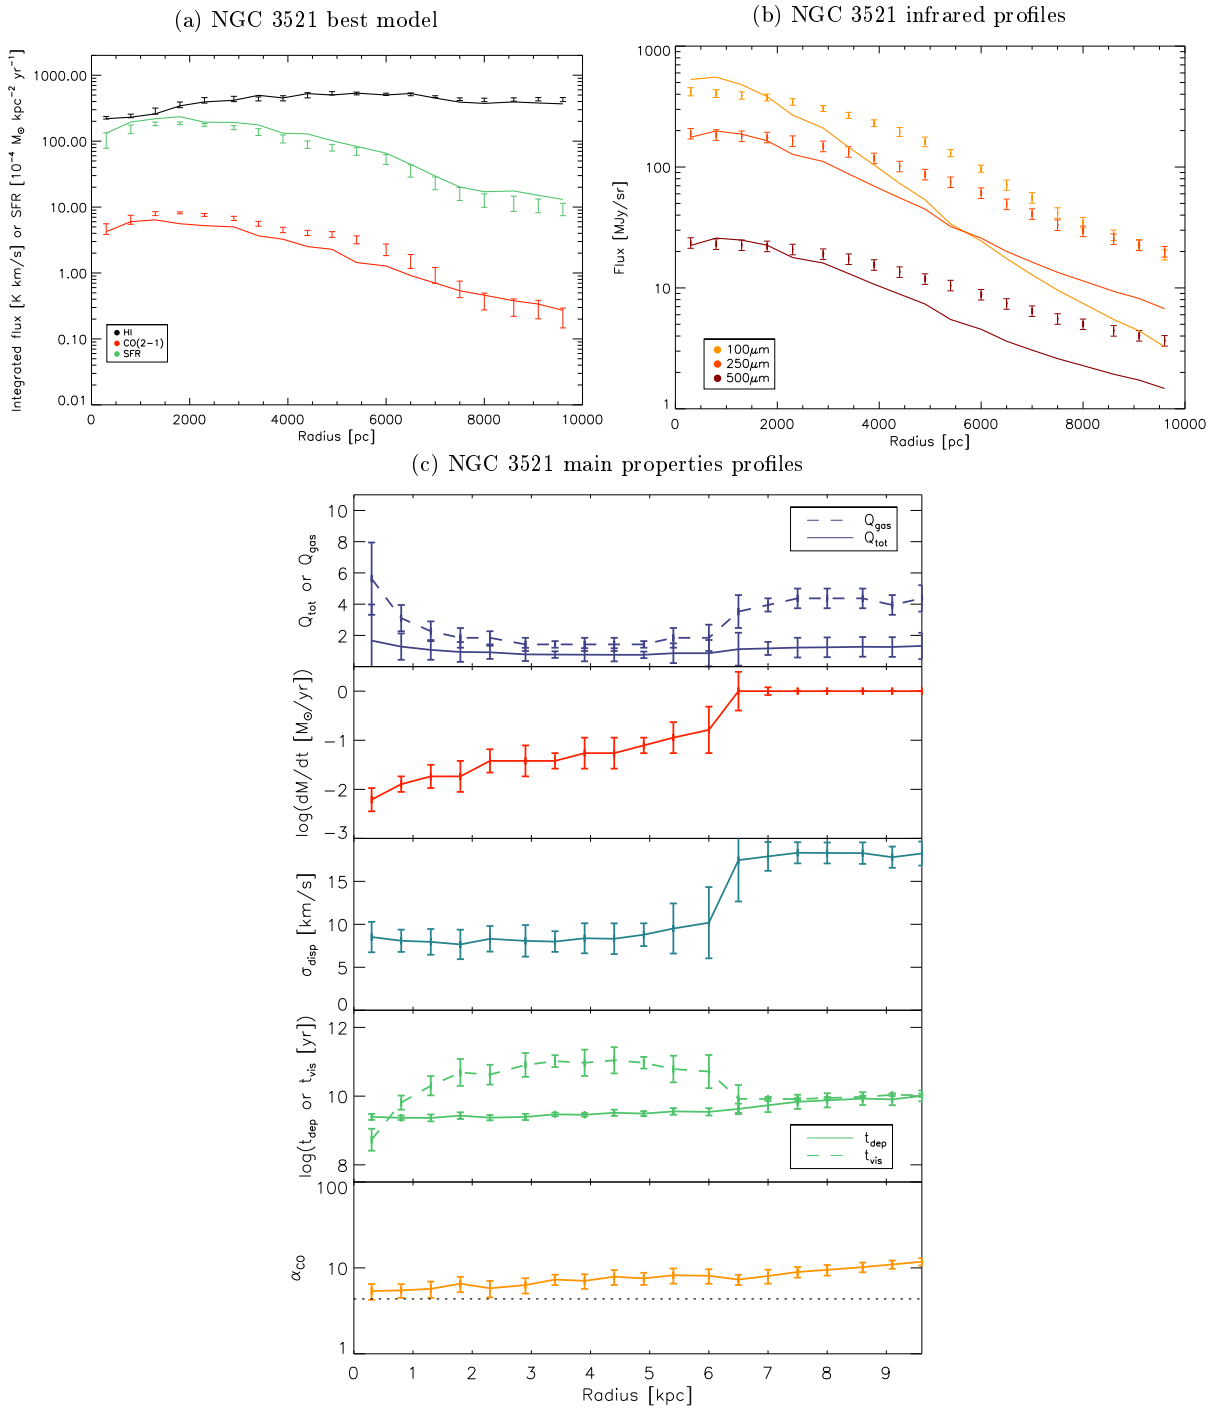 (a) NGC 3521 best model
Integrated flux [K km/s] or SFR [10⁻⁴ M⊙ kpc⁻² yr⁻¹]
1000.00
100.00
10.00
1.00
0.10
0.01
HI
CO(2−1)
SFR
0 2000 4000 6000 8000 10000
Radius [pc]
(b) NGC 3521 infrared profiles
Flux [MJy/sr]
1000
100
10
1
100μm
250μm
500μm
0 2000 4000 6000 8000 10000
Radius [pc]
(c) NGC 3521 main properties profiles
Q_tot or Q_gas
10
8
6
4
2
Q_gas
Q_tot
log(dM/dt [M⊙/yr])
0
−1
−2
−3
σ_disp [km/s]
15
10
5
0
log(t_dep or t_vis [yr])
12
10
8
t_dep
t_vis
α_CO
100
10
1
0 1 2 3 4 5 6 7 8 9
Radius [kpc]